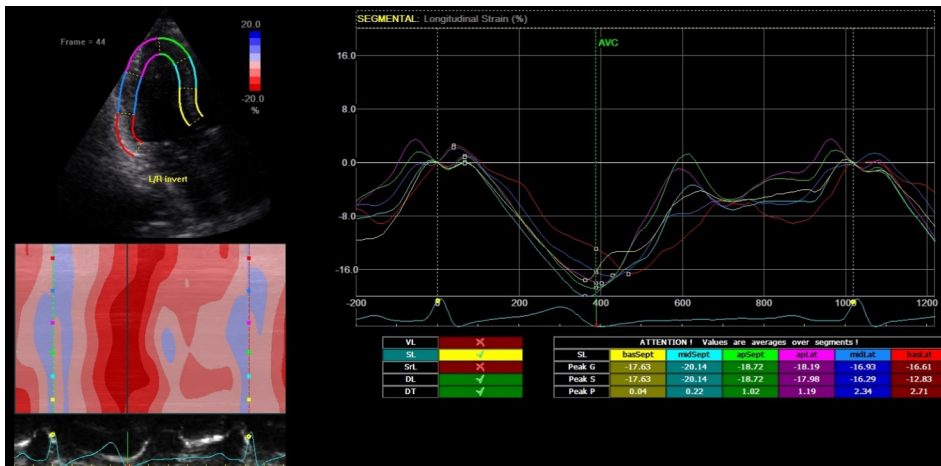 SEGMENTAL: Longitudinal Strain (%)
Frame = 44
20.0
-20.0
%
L/R invert
AVC
16.0
8.0
0.0
-8.0
-16.0
-200 0 200 400 600 800 1000 1200
VL
SL
SrL
DL
DT
ATTENTION ! Values are averages over segments !
SL basSept midSept apSept apLat midLat basLat
Peak G -17.63 -20.14 -18.72 -18.19 -16.93 -16.61
Peak S -17.63 -20.14 -18.72 -17.98 -16.29 -12.83
Peak P 0.04 0.22 1.02 1.19 2.34 2.71